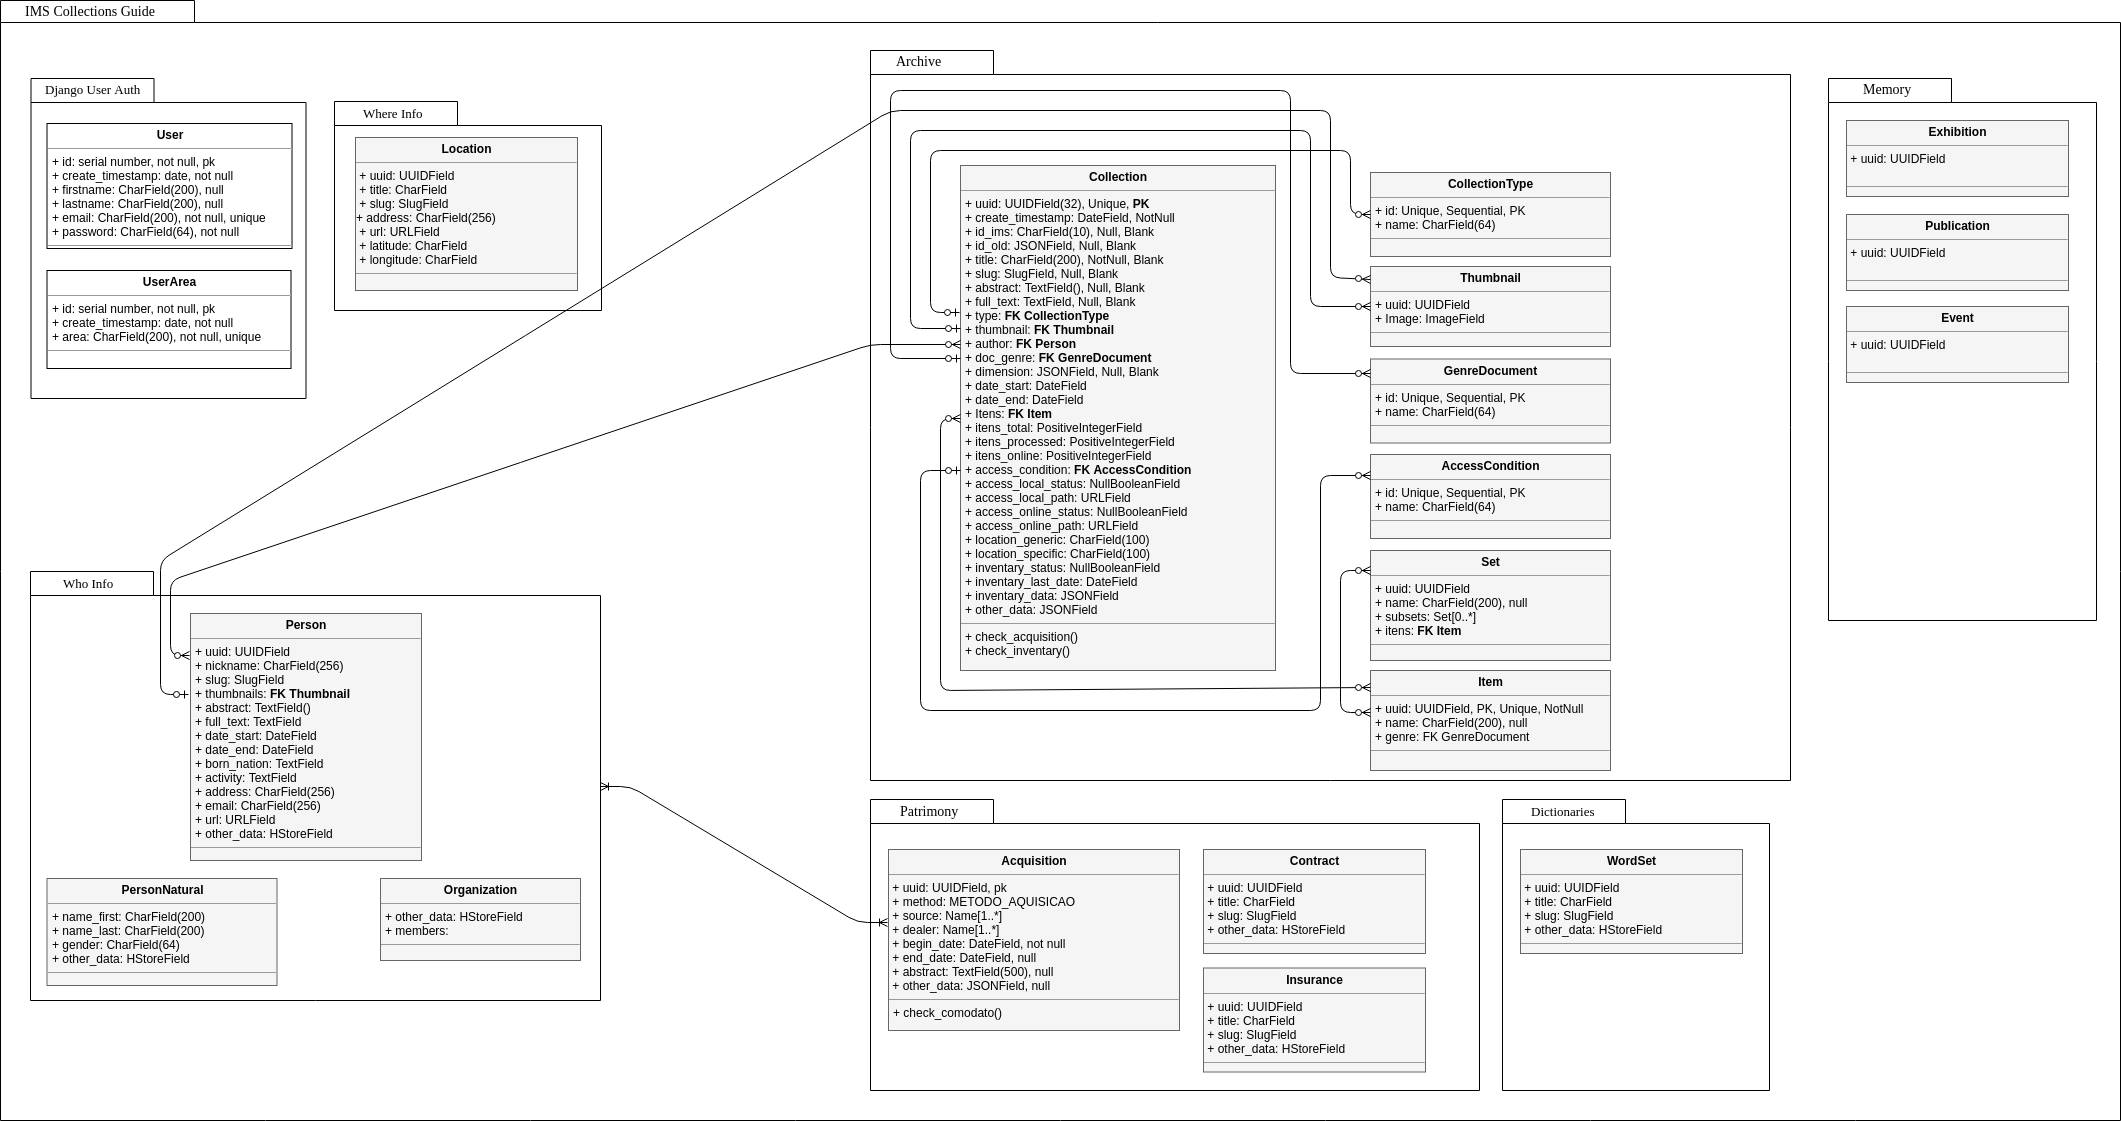 IMS Collections Guide
Django User Auth
User
+ id: serial number, not null, pk
+ create_timestamp: date, not null
+ firstname: CharField(200), null
+ lastname: CharField(200), null
+ email: CharField(200), not null, unique
+ password: CharField(64), not null
UserArea
+ id: serial number, not null, pk
+ create_timestamp: date, not null
+ area: CharField(200), not null, unique
Where Info
Location
+ uuid: UUIDField
+ title: CharField
+ slug: SlugField
+ address: CharField(256)
+ url: URLField
+ latitude: CharField
+ longitude: CharField
Who Info
Person
+ uuid: UUIDField
+ nickname: CharField(256)
+ slug: SlugField
+ thumbnails: FK Thumbnail
+ abstract: TextField()
+ full_text: TextField
+ date_start: DateField
+ date_end: DateField
+ born_nation: TextField
+ activity: TextField
+ address: CharField(256)
+ email: CharField(256)
+ url: URLField
+ other_data: HStoreField
PersonNatural
+ name_first: CharField(200)
+ name_last: CharField(200)
+ gender: CharField(64)
+ other_data: HStoreField
Organization
+ other_data: HStoreField
+ members:
Archive
Collection
+ uuid: UUIDField(32), Unique, PK
+ create_timestamp: DateField, NotNull
+ id_ims: CharField(10), Null, Blank
+ id_old: JSONField, Null, Blank
+ title: CharField(200), NotNull, Blank
+ slug: SlugField, Null, Blank
+ abstract: TextField(), Null, Blank
+ full_text: TextField, Null, Blank
+ type: FK CollectionType
+ thumbnail: FK Thumbnail
+ author: FK Person
+ doc_genre: FK GenreDocument
+ dimension: JSONField, Null, Blank
+ date_start: DateField
+ date_end: DateField
+ Itens: FK Item
+ itens_total: PositiveIntegerField
+ itens_processed: PositiveIntegerField
+ itens_online: PositiveIntegerField
+ access_condition: FK AccessCondition
+ access_local_status: NullBooleanField
+ access_local_path: URLField
+ access_online_status: NullBooleanField
+ access_online_path: URLField
+ location_generic: CharField(100)
+ location_specific: CharField(100)
+ inventory_status: NullBooleanField
+ inventory_last_date: DateField
+ inventory_data: JSONField
+ other_data: JSONField
+ check_acquisition()
+ check_inventary()
CollectionType
+ id: Unique, Sequential, PK
+ name: CharField(64)
Thumbnail
+ uuid: UUIDField
+ Image: ImageField
GenreDocument
+ id: Unique, Sequential, PK
+ name: CharField(64)
AccessCondition
+ id: Unique, Sequential, PK
+ name: CharField(64)
Set
+ uuid: UUIDField
+ name: CharField(200), null
+ subsets: Set[0..*]
+ itens: FK Item
Item
+ uuid: UUIDField, PK, Unique, NotNull
+ name: CharField(200), null
+ genre: FK GenreDocument
Memory
Exhibition
+ uuid: UUIDField
Publication
+ uuid: UUIDField
Event
+ uuid: UUIDField
Patrimony
Acquisition
+ uuid: UUIDField, pk
+ method: METODO_AQUISICAO
+ source: Name[1..*]
+ dealer: Name[1..*]
+ begin_date: DateField, not null
+ end_date: DateField, null
+ abstract: TextField(500), null
+ other_data: JSONField, null
+ check_comodato()
Contract
+ uuid: UUIDField
+ title: CharField
+ slug: SlugField
+ other_data: HStoreField
Insurance
+ uuid: UUIDField
+ title: CharField
+ slug: SlugField
+ other_data: HStoreField
Dictionaries
WordSet
+ uuid: UUIDField
+ title: CharField
+ slug: SlugField
+ other_data: HStoreField